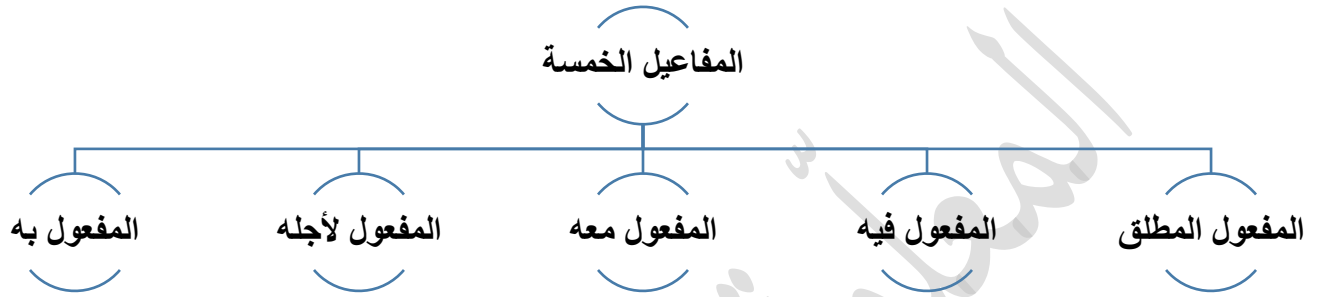 المفاعيل الخمسة
المفعول المطلق
المفعول فيه
المفعول معه
المفعول لأجله
المفعول به